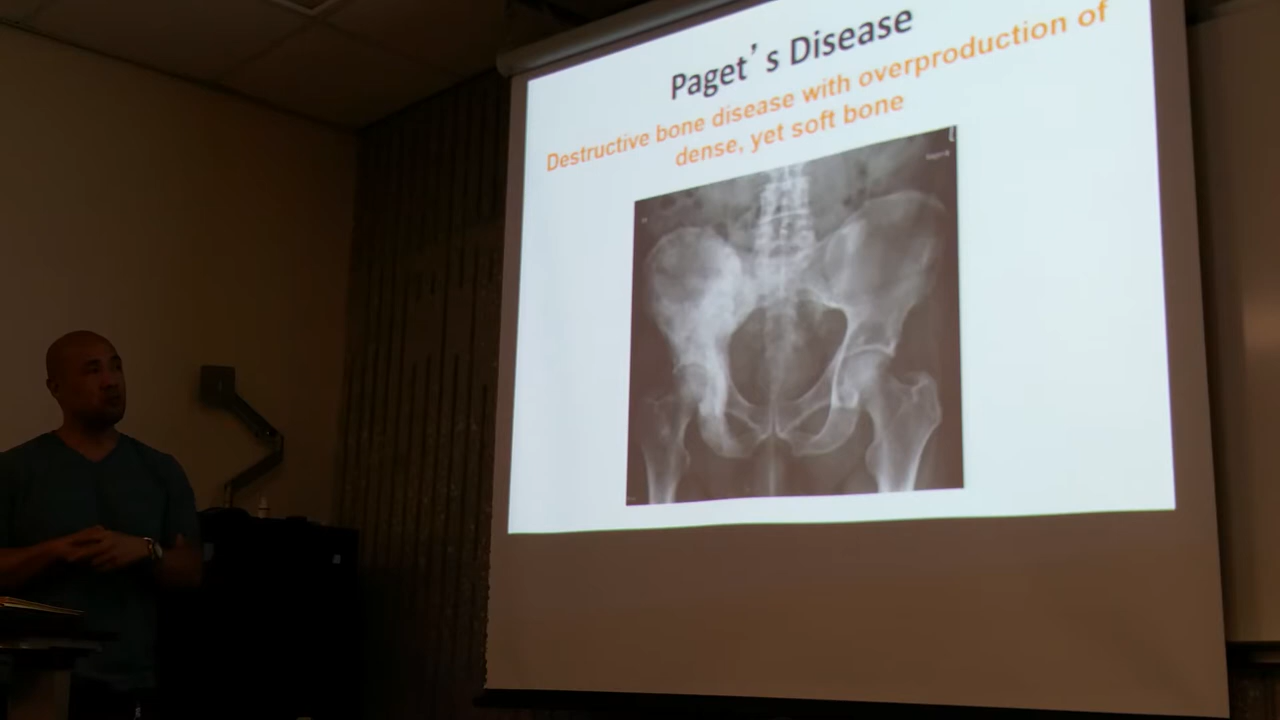 Paget's Disease
Destructive bone disease with overproduction of
dense, yet soft bone